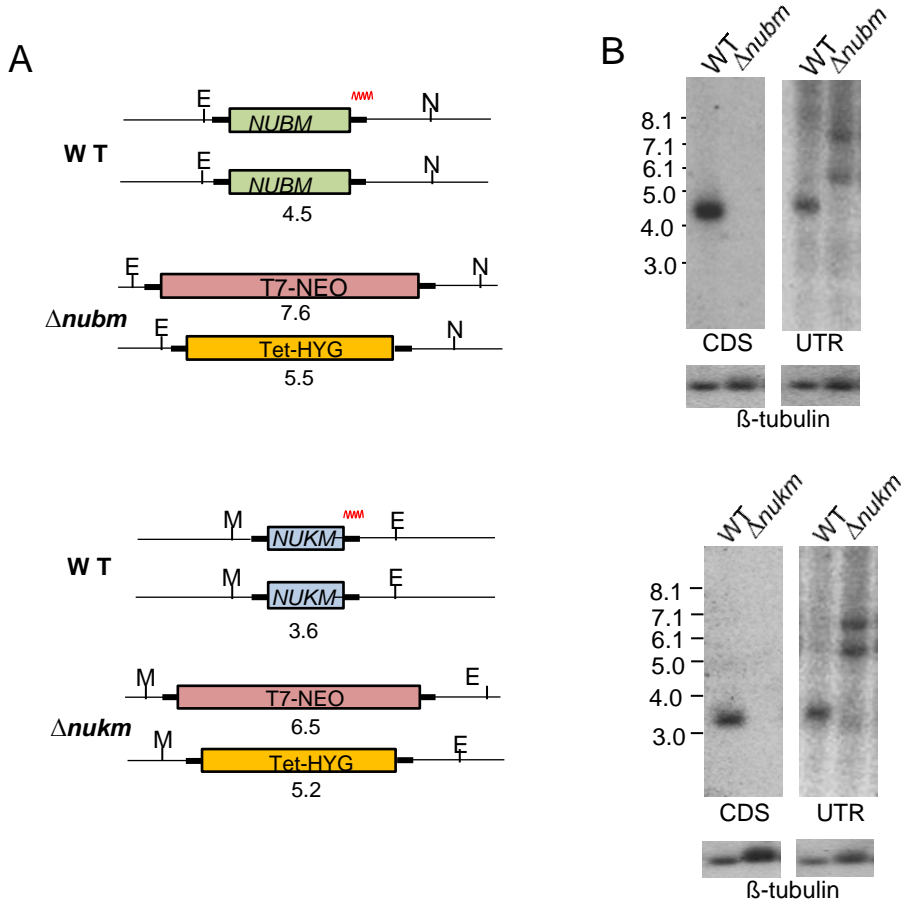 A
E
NUBM
N
W T
E
NUBM
N
4.5
E
T7-NEO
N
7.6
Δnubm
E
Tet-HYG
N
5.5
M
NUKM
E
W T
M
NUKM
E
3.6
M
T7-NEO
E
6.5
Δnukm
M
Tet-HYG
E
5.2
B
WT Δnubm WT Δnubm
8.1
7.1
6.1
5.0
4.0
3.0
CDS UTR
ß-tubulin
WT Δnukm WT Δnukm
8.1
7.1
6.1
5.0
4.0
3.0
CDS UTR
ß-tubulin